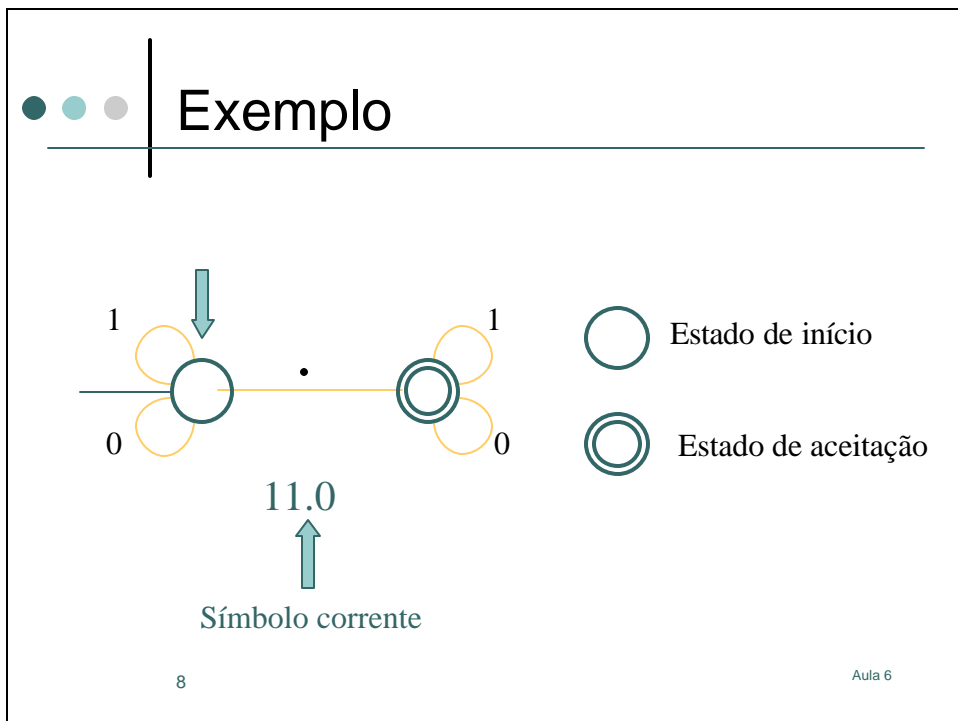 Exemplo
1
.
1
0
0
Estado de início
Estado de aceitação
11.0
Símbolo corrente
8
Aula 6